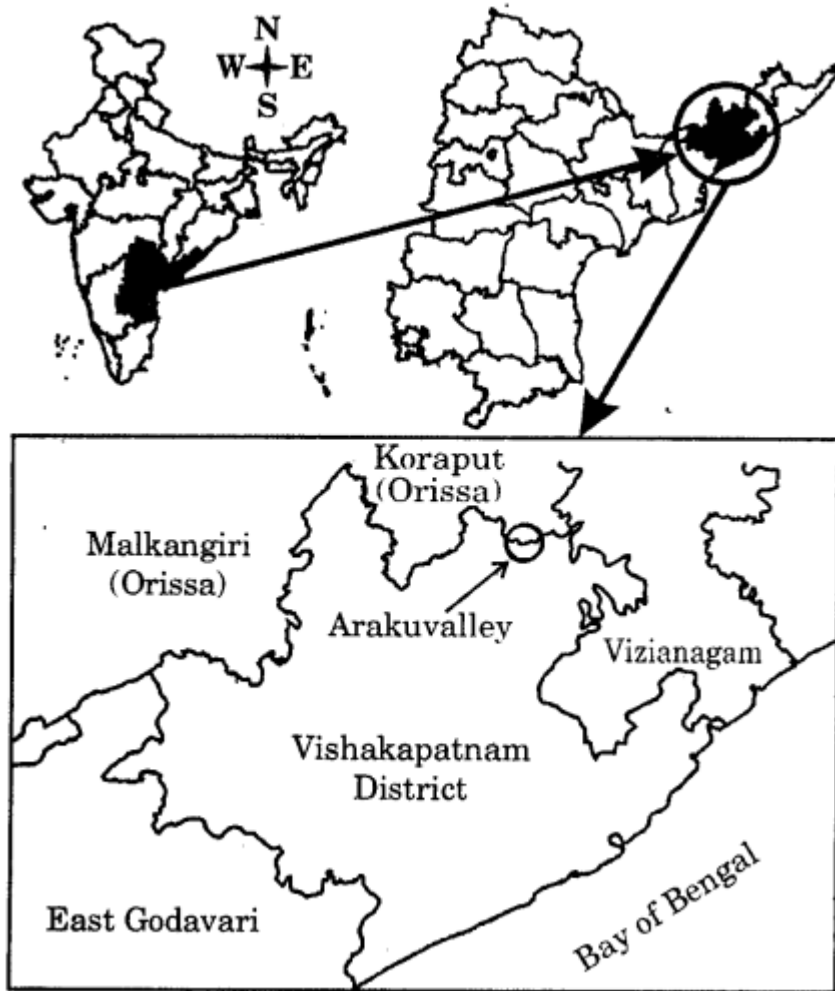 N
W E
S
Koraput
(Orissa)
Malkangiri
(Orissa)
Arakuvalley
Vizianagam
Vishakapatnam
District
East Godavari
Bay of Bengal